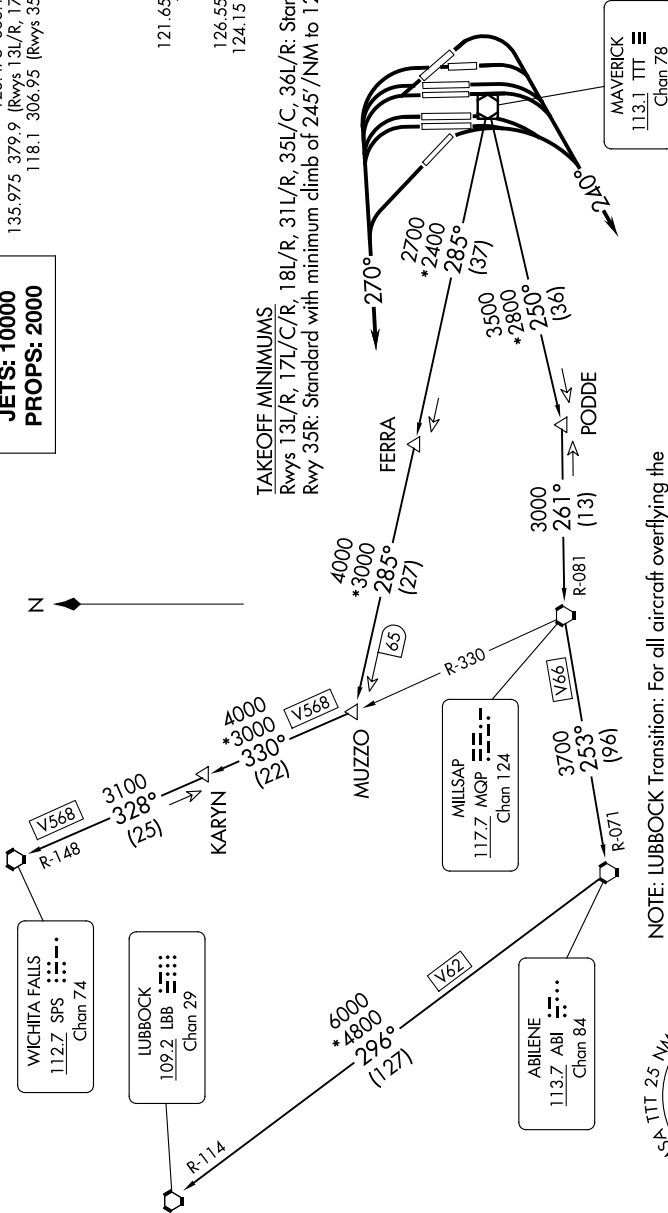 JETS: 10000
PROPS: 2000
135.975 379.9 (Rwys 13L/R, 17
118.1 306.95 (Rwys 35
121.65
126.55
124.15
TAKEOFF MINIMUMS
Rwys 13L/R, 17L/C/R, 18L/R, 31L/R, 35L/C, 36L/R: Stan
Rwy 35R: Standard with minimum climb of 245'/NM to 12
N
WICHITA FALLS
112.7 SPS
Chan 74
V568
R-148
3100
328°
(25)
KARYN
4000
*3000
330°
(22)
V568
MUZZO
65
4000
*3000
285°
(27)
FERRA
2700
*2400
285°
(37)
270°
240°
MAVERICK
113.1 TTT
Chan 78
3500
*2800
250°
(36)
PODDE
3000
261°
(13)
R-081
R-330
MILLSAP
117.7 MQP
Chan 124
V66
3700
253°
(96)
R-071
ABILENE
113.7 ABI
Chan 84
V62
6000
*4800
296°
(127)
R-114
LUBBOCK
109.2 LBB
Chan 29
NOTE: LUBBOCK Transition: For all aircraft overflying the
SA TTT 25 NM